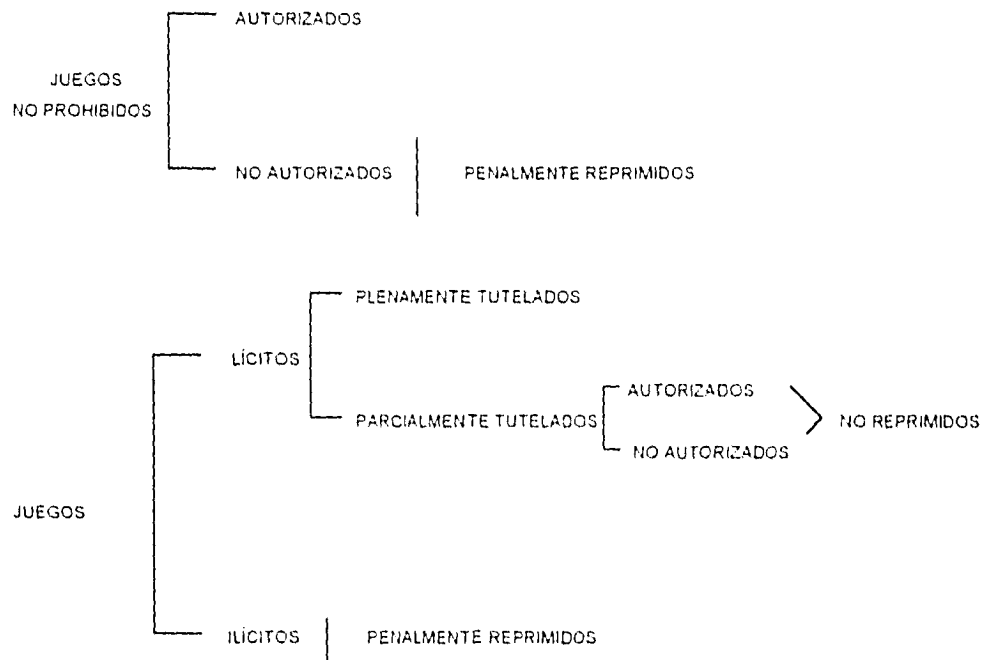 AUTORIZADOS
JUEGOS
NO PROHIBIDOS
NO AUTORIZADOS PENALMENTE REPRIMIDOS
PLENAMENTE TUTELADOS
LÍCITOS
AUTORIZADOS
PARCIALMENTE TUTELADOS
NO REPRIMIDOS
NO AUTORIZADOS
JUEGOS
ILÍCITOS PENALMENTE REPRIMIDOS